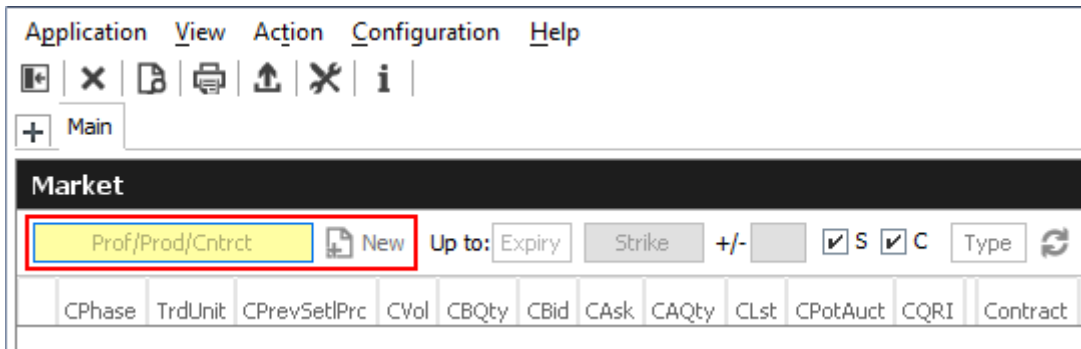 Application View Action Configuration Help
i
+ Main
Market
Prof/Prod/Cntrct New Up to: Expiry Strike +/- S C Type
CPhase TrdUnit CPrevSetlPrc CVol CBQty CBid CAsk CAQty CLst CPotAuct CQRI Contract